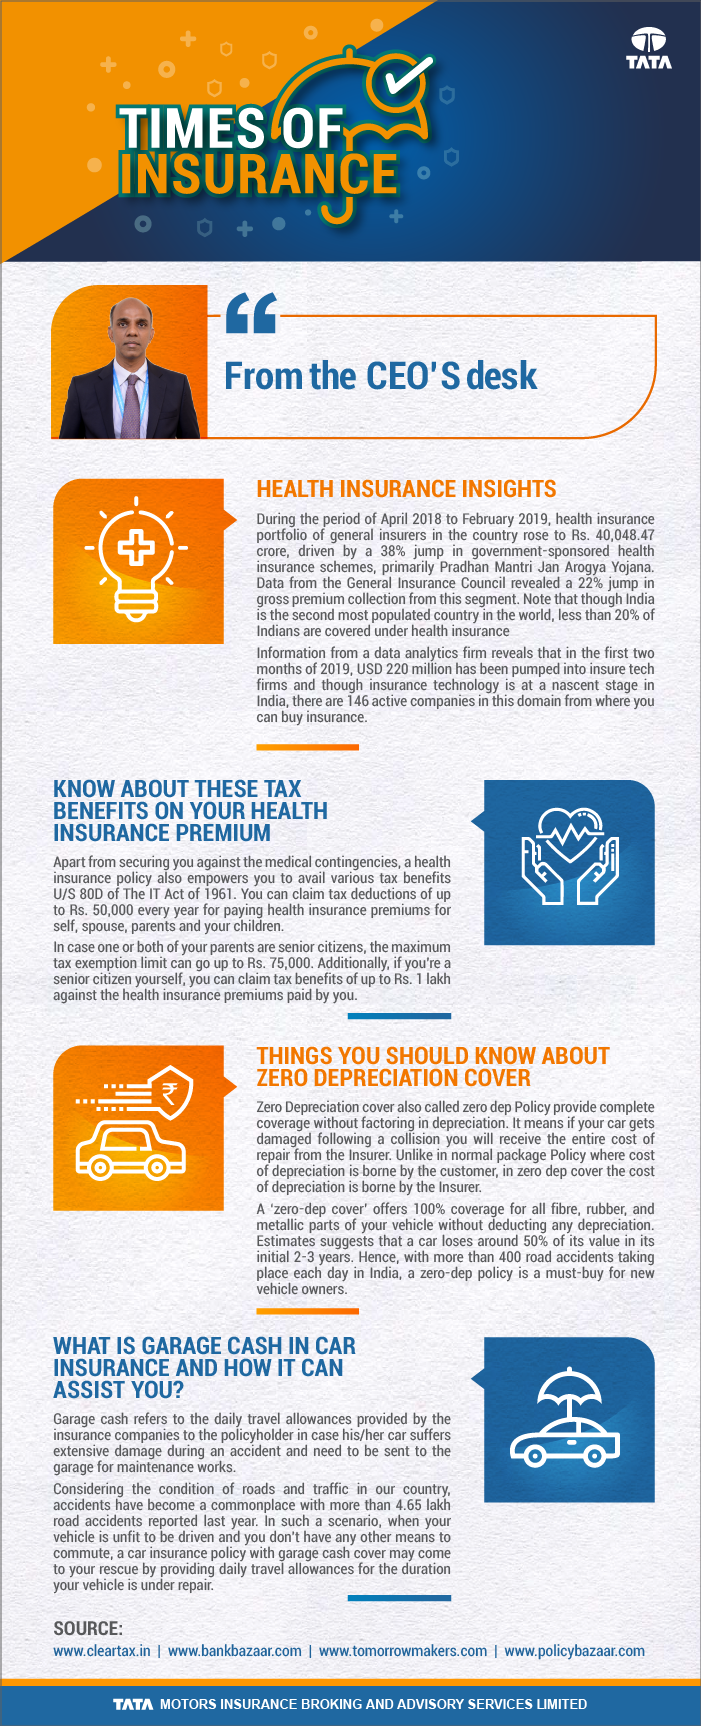 TATA
TIMES OF
INSURANCE
From the CEO'S desk
HEALTH INSURANCE INSIGHTS
During the period of April 2018 to February 2019, health insurance
portfolio of general insurers in the country rose to Rs. 40,048.47
crore, driven by a 38% jump in government-sponsored health
insurance schemes, primarily Pradhan Mantri Jan Arogya Yojana.
Data from the General Insurance Council revealed a 22% jump in
gross premium collection from this segment. Note that though India
is the second most populated country in the world, less than 20% of
Indians are covered under health insurance
Information from a data analytics firm reveals that in the first two
months of 2019, USD 220 million has been pumped into insure tech
firms and though insurance technology is at a nascent stage in
India, there are 146 active companies in this domain from where you
can buy insurance.
KNOW ABOUT THESE TAX
BENEFITS ON YOUR HEALTH
INSURANCE PREMIUM
Apart from securing you against the medical contingencies, a health
insurance policy also empowers you to avail various tax benefits
U/S 80D of The IT Act of 1961. You can claim tax deductions of up
to Rs. 50,000 every year for paying health insurance premiums for
self, spouse, parents and your children.
In case one or both of your parents are senior citizens, the maximum
tax exemption limit can go up to Rs. 75,000. Additionally, if you're a
senior citizen yourself, you can claim tax benefits of up to Rs. 1 lakh
against the health insurance premiums paid by you.
₹
THINGS YOU SHOULD KNOW ABOUT
ZERO DEPRECIATION COVER
Zero Depreciation cover also called zero dep Policy provide complete
coverage without factoring in depreciation. It means if your car gets
damaged following a collision you will receive the entire cost of
repair from the Insurer. Unlike in normal package Policy where cost
of depreciation is borne by the customer, in zero dep cover the cost
of depreciation is borne by the Insurer.
A 'zero-dep cover' offers 100% coverage for all fibre, rubber, and
metallic parts of your vehicle without deducting any depreciation.
Estimates suggests that a car loses around 50% of its value in its
initial 2-3 years. Hence, with more than 400 road accidents taking
place each day in India, a zero-dep policy is a must-buy for new
vehicle owners.
WHAT IS GARAGE CASH IN CAR
INSURANCE AND HOW IT CAN
ASSIST YOU?
Garage cash refers to the daily travel allowances provided by the
insurance companies to the policyholder in case his/her car suffers
extensive damage during an accident and need to be sent to the
garage for maintenance works.
Considering the condition of roads and traffic in our country,
accidents have become a commonplace with more than 4.65 lakh
road accidents reported last year. In such a scenario, when your
vehicle is unfit to be driven and you don't have any other means to
commute, a car insurance policy with garage cash cover may come
to your rescue by providing daily travel allowances for the duration
your vehicle is under repair.
SOURCE:
www.cleartax.in | www.bankbazaar.com | www.tomorrowmakers.com | www.policybazaar.com
TATA MOTORS INSURANCE BROKING AND ADVISORY SERVICES LIMITED